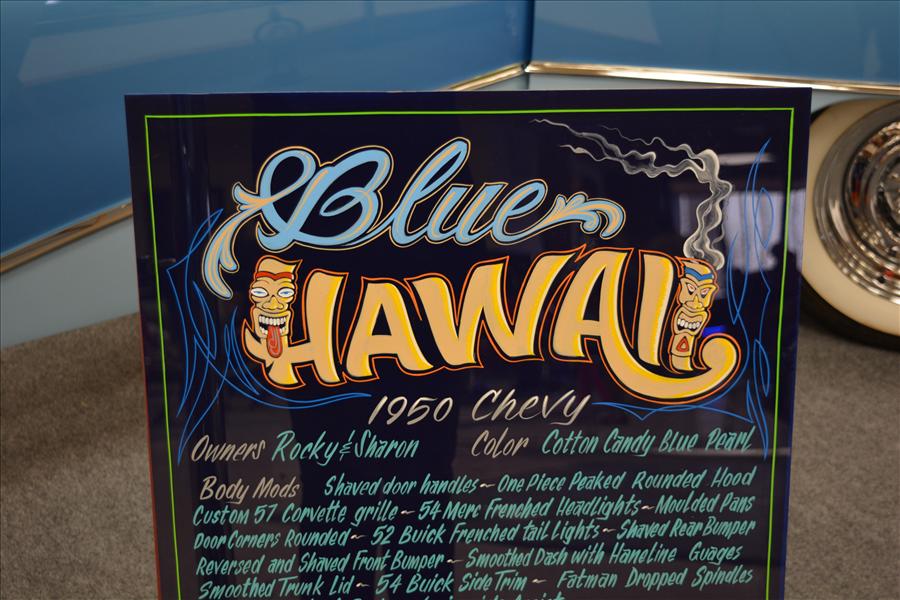 Blue
HAWAII
1950 Chevy
Owners Rocky & Sharon Color Cotton Candy Blue Pearl
Body Mods Shaved door handles ~ One Piece Peaked Rounded Hood
Custom 57 Corvette grille ~ 54 Merc Frenched Headlights ~ Moulded Pans
Door Corners Rounded ~ 52 Buick Frenched tail Lights ~ Shaved Rear Bumper
Reversed and Shaved Front Bumper ~ Smoothed Dash with Haneline Guages
Smoothed Trunk Lid ~ 54 Buick Side Trim ~ Fatman Dropped Spindles